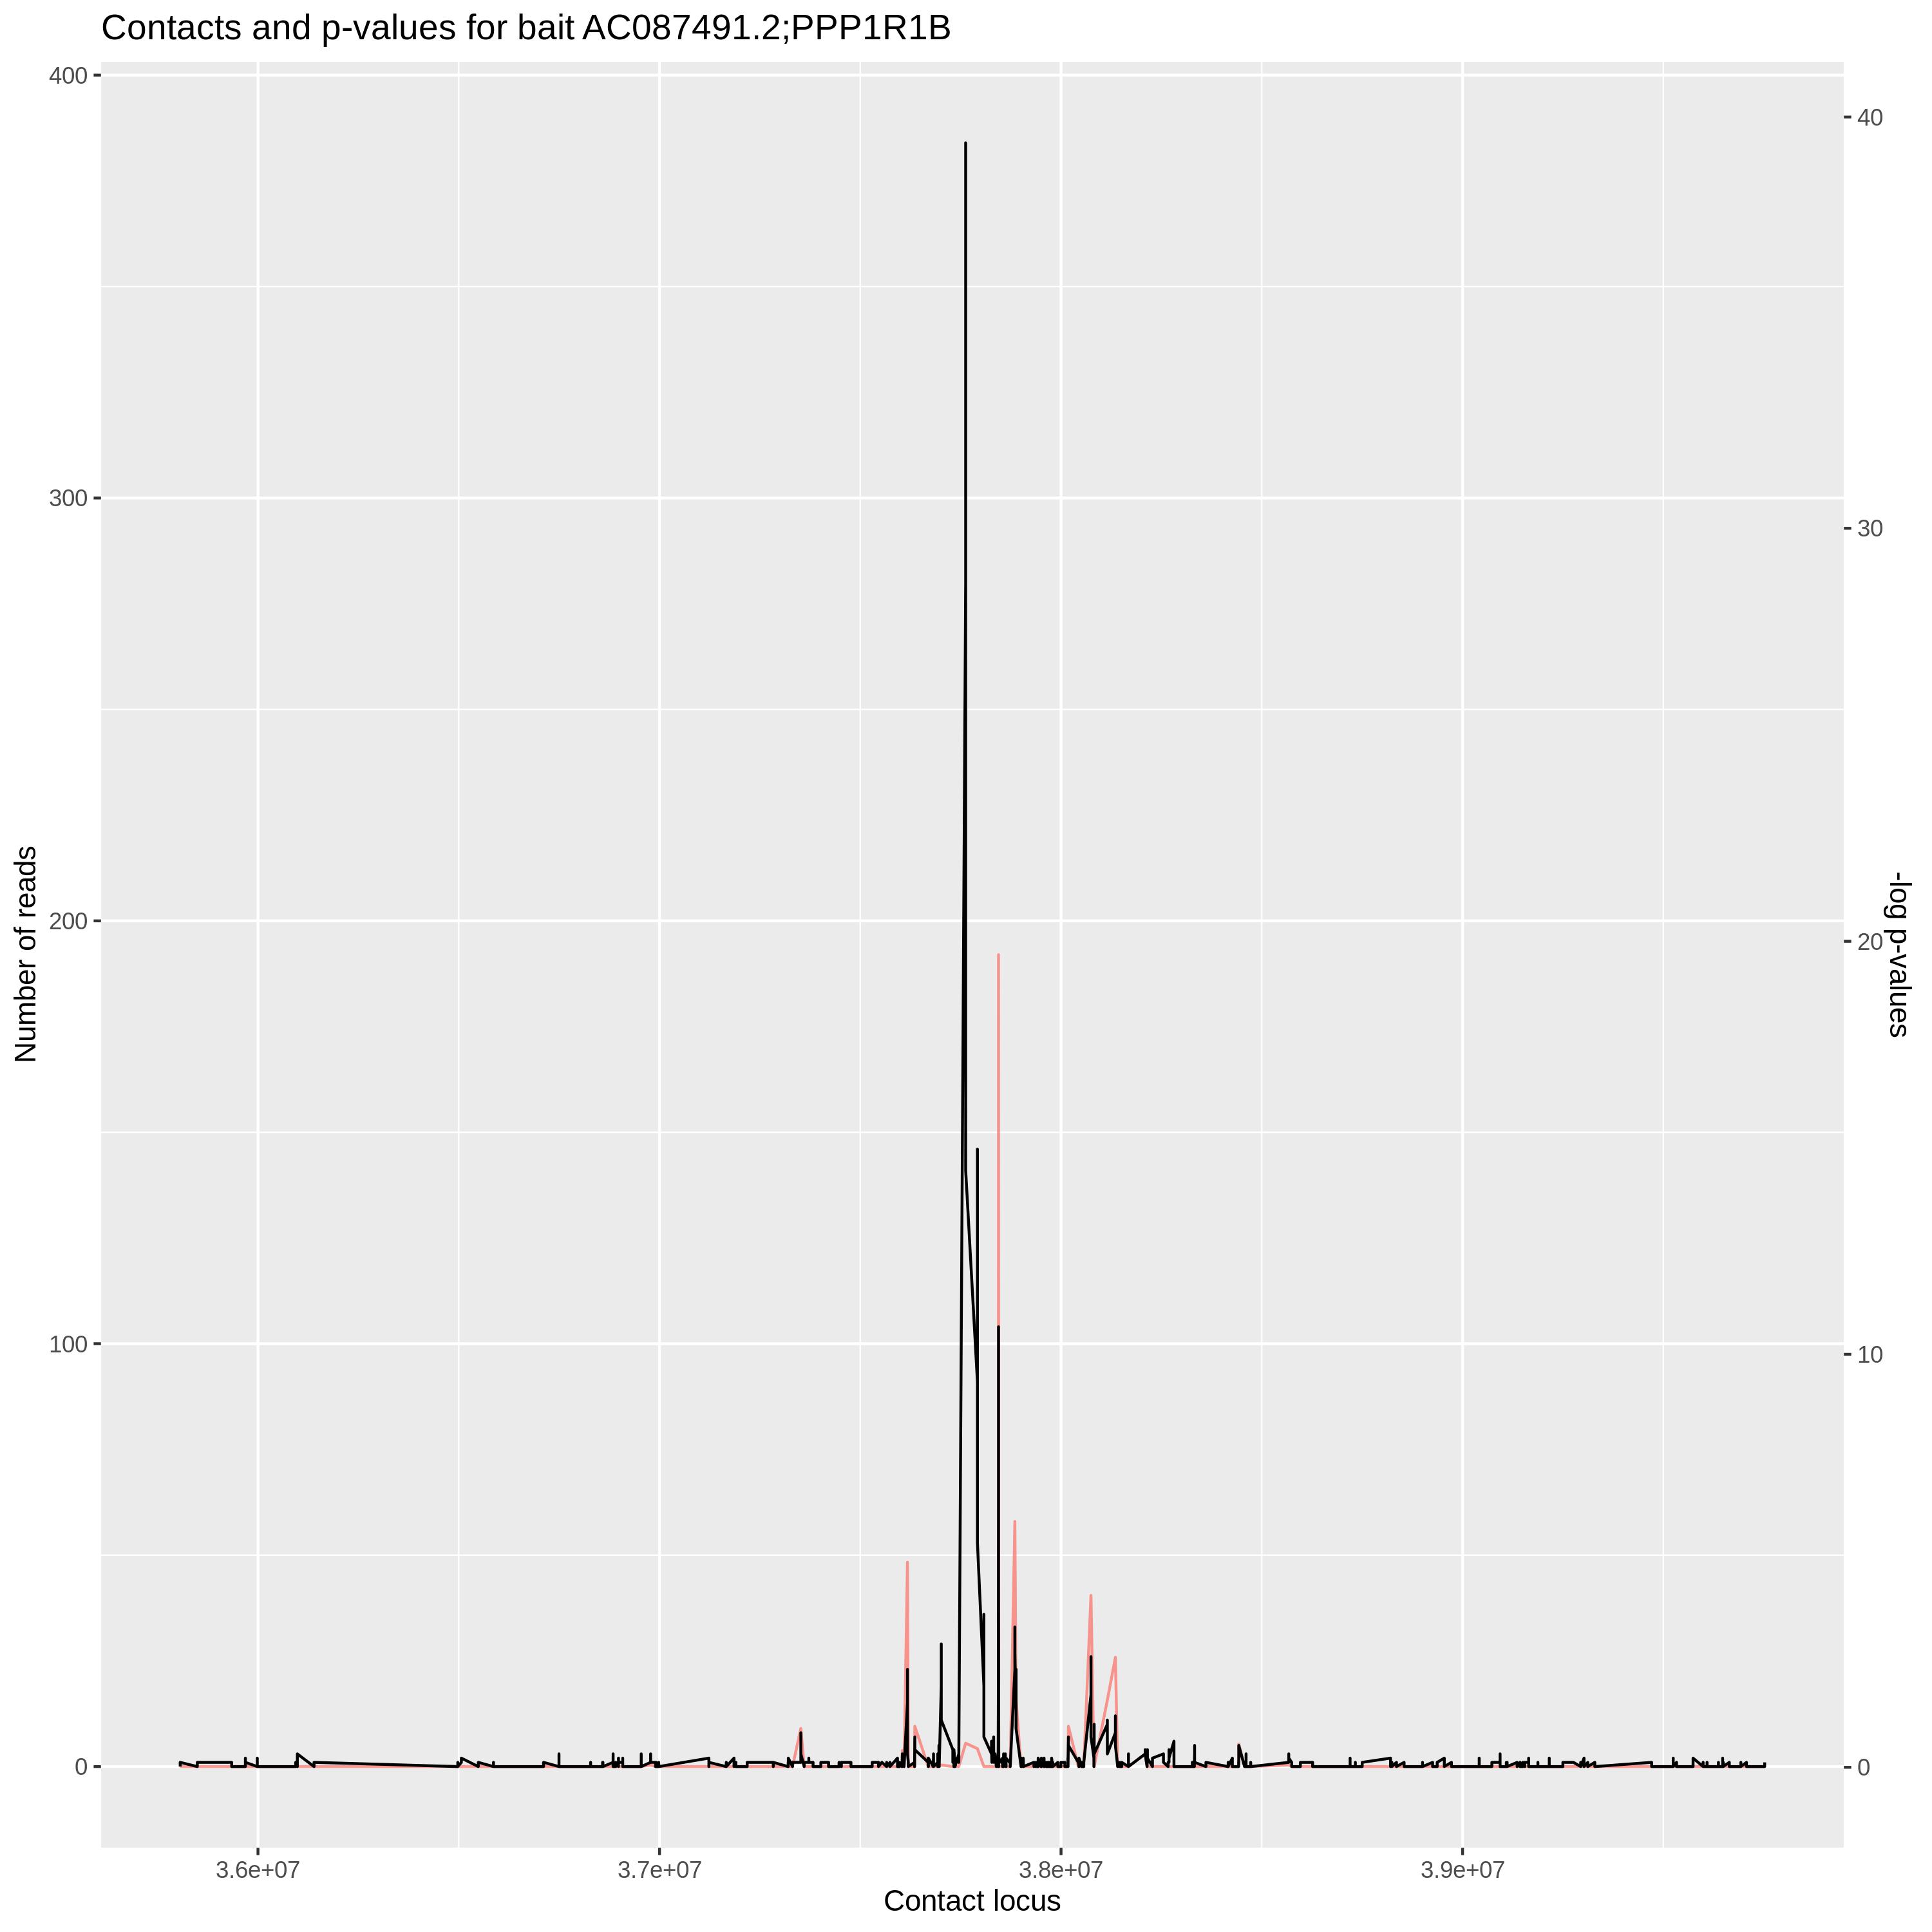 Contacts and p-values for bait AC087491.2;PPP1R1B
400
300
200
100
0
Number of reads
40
30
20
10
0
-log p-values
3.6e+07
3.7e+07
3.8e+07
3.9e+07
Contact locus